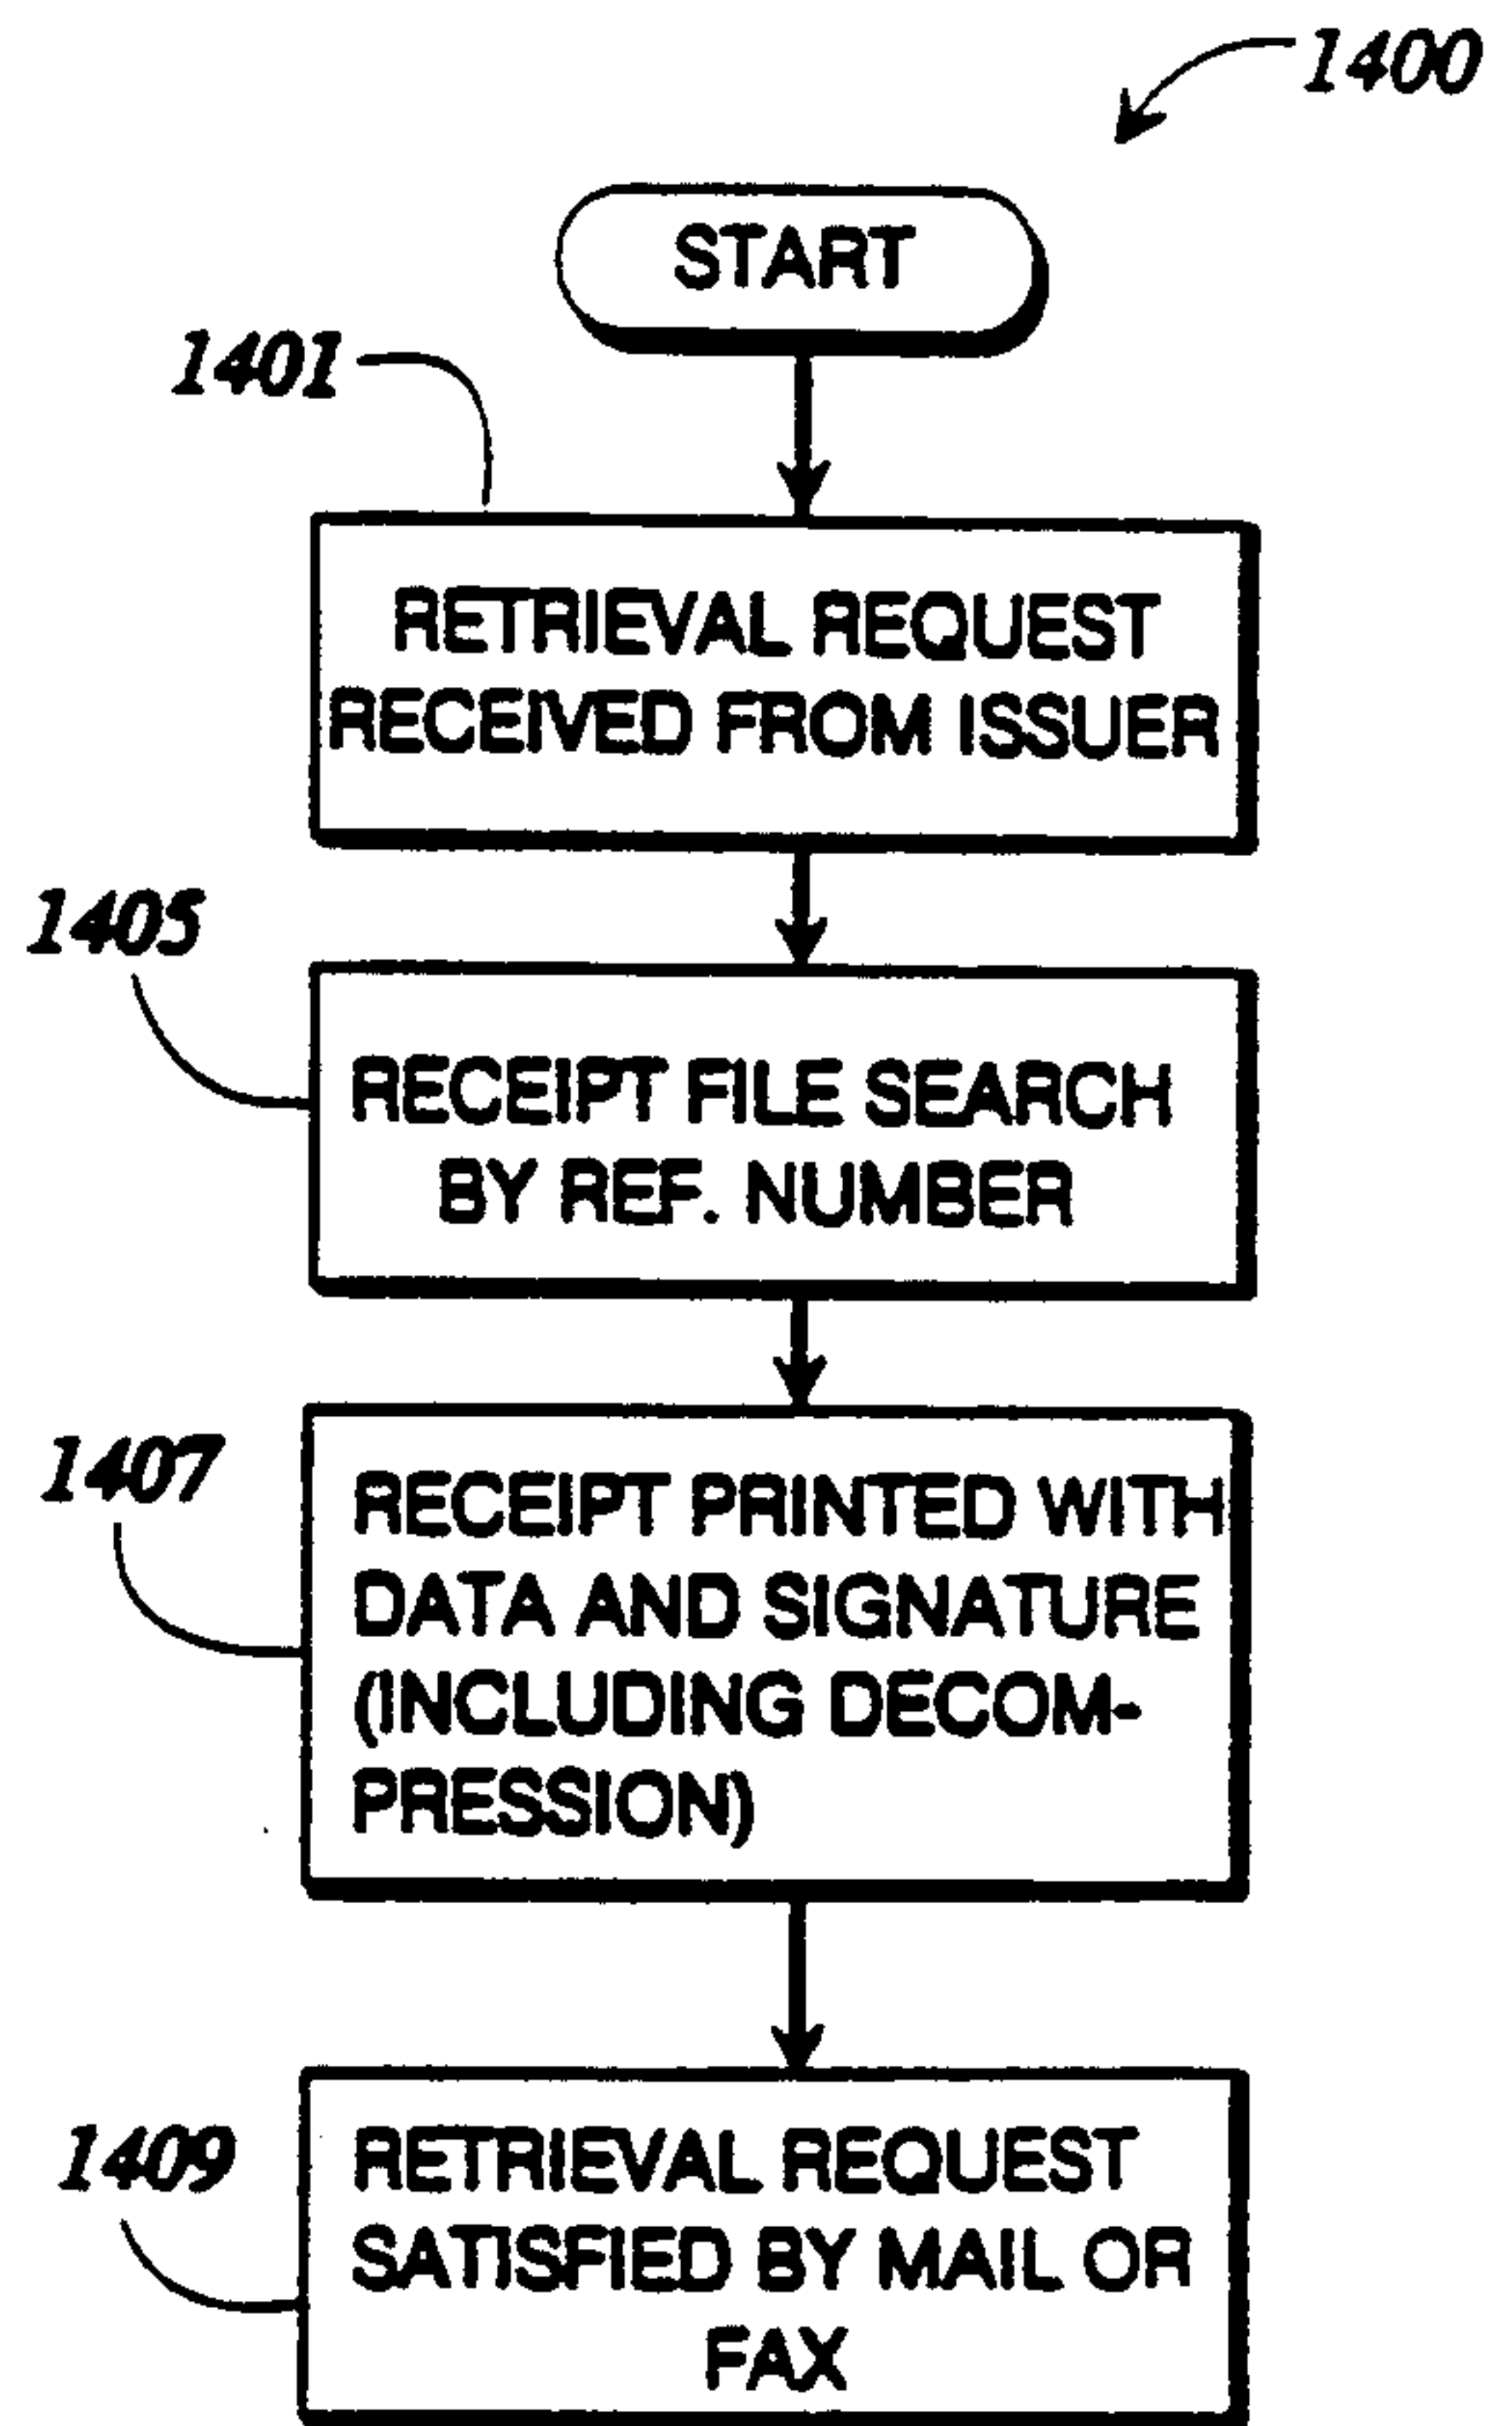 1400
START
1401
RETRIEVAL REQUEST
RECEIVED FROM ISSUER
1405
RECEIPT FILE SEARCH
BY REF. NUMBER
1407
RECEIPT PRINTED WITH
DATA AND SIGNATURE
(INCLUDING DECOM-
PRESSION)
1409
RETRIEVAL REQUEST
SATISFIED BY MAIL OR
FAX